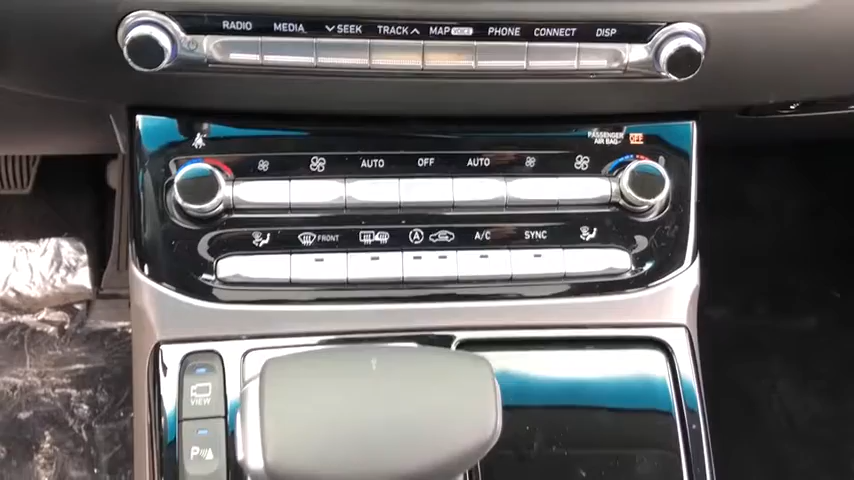 RADIO MEDIA SEEK TRACK MAP VOICE PHONE CONNECT DISP
PASSENGER OFF
AIR BAG
AUTO OFF AUTO
FRONT A A/C SYNC
VIEW
P